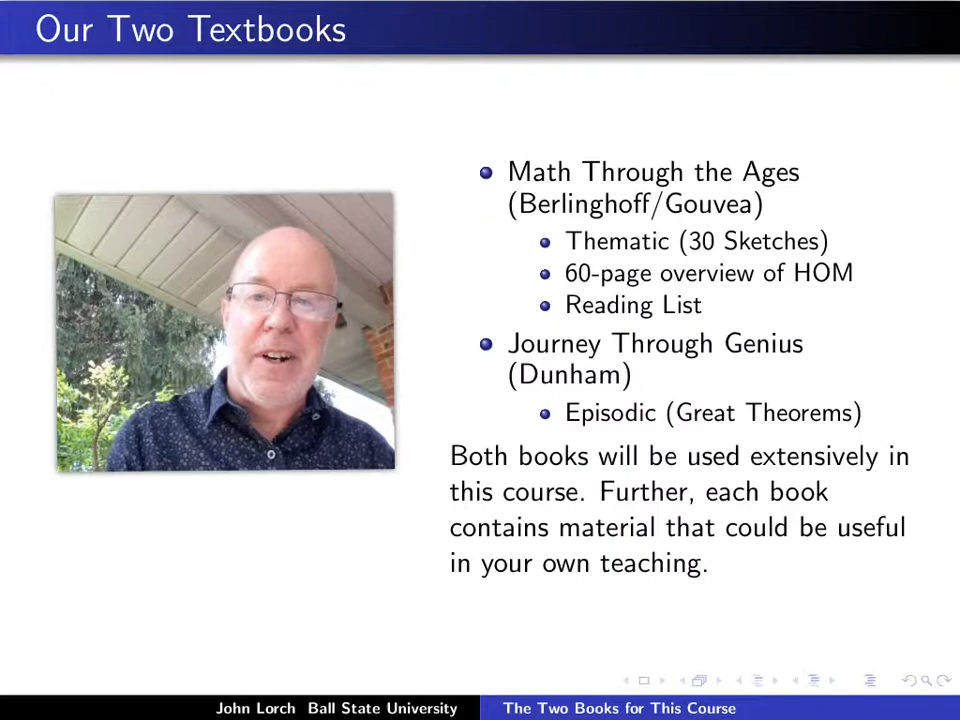 Our Two Textbooks
Math Through the Ages
(Berlinghoff/Gouvea)
Thematic (30 Sketches)
60-page overview of HOM
Reading List
Journey Through Genius
(Dunham)
Episodic (Great Theorems)
Both books will be used extensively in
this course. Further, each book
contains material that could be useful
in your own teaching.
John Lorch Ball State University
The Two Books for This Course